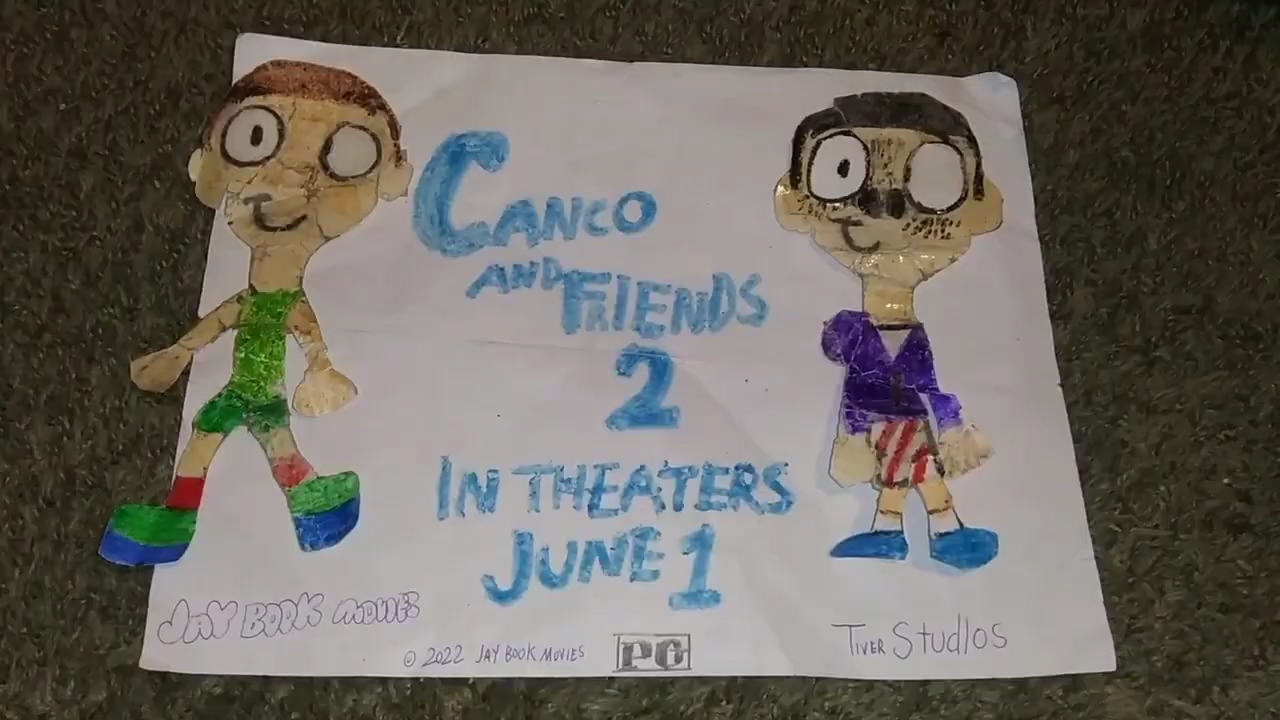 CANCO
AND FRIENDS
2
IN THEATERS
JUNE 1
JAY BOOK MOVIES
© 2022 JAY BOOK MOVIES
PG
TIVER StudIos